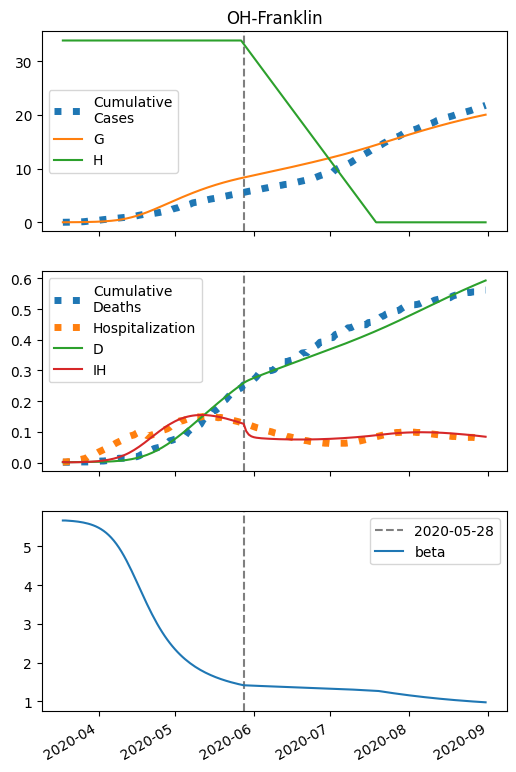 OH-Franklin
30
20
10
0
Cumulative
Cases
G
H
0.6
0.5
0.4
0.3
0.2
0.1
0.0
Cumulative
Deaths
Hospitalization
D
IH
5
4
3
2
1
2020-05-28
beta
2020-04
2020-05
2020-06
2020-07
2020-08
2020-09